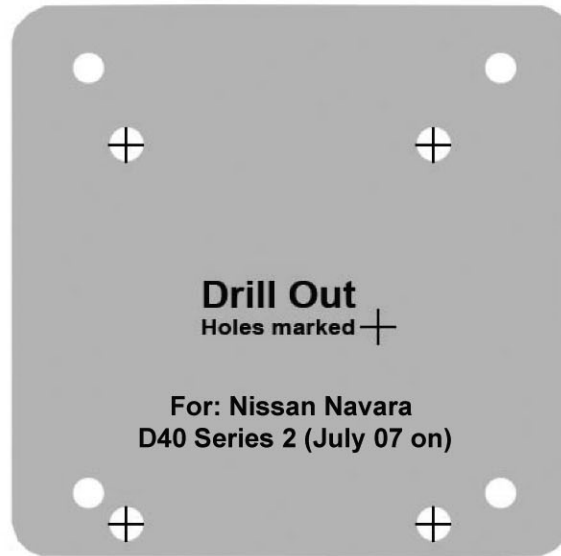 Drill Out
Holes marked
For: Nissan Navara
D40 Series 2 (July 07 on)